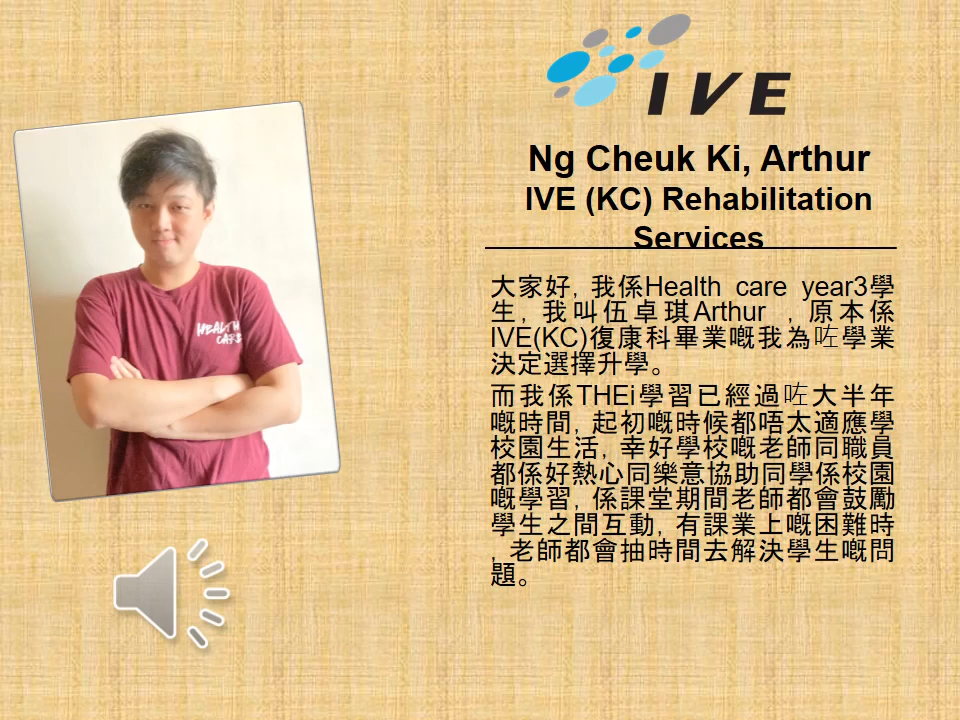 IVE
Ng Cheuk Ki, Arthur
IVE (KC) Rehabilitation
Services
HEALTH
CARE
大家好, 我係Health care year3學
生, 我叫伍卓琪Arthur , 原本係
IVE(KC)復康科畢業嘅我為咗學業
決定選擇升學。
而我係THEi學習已經過咗大半年
嘅時間, 起初嘅時候都唔太適應學
校園生活, 幸好學校嘅老師同職員
都係好熱心同樂意協助同學係校園
嘅學習, 係課堂期間老師都會鼓勵
學生之間互動, 有課業上嘅困難時
, 老師都會抽時間去解決學生嘅問
題。